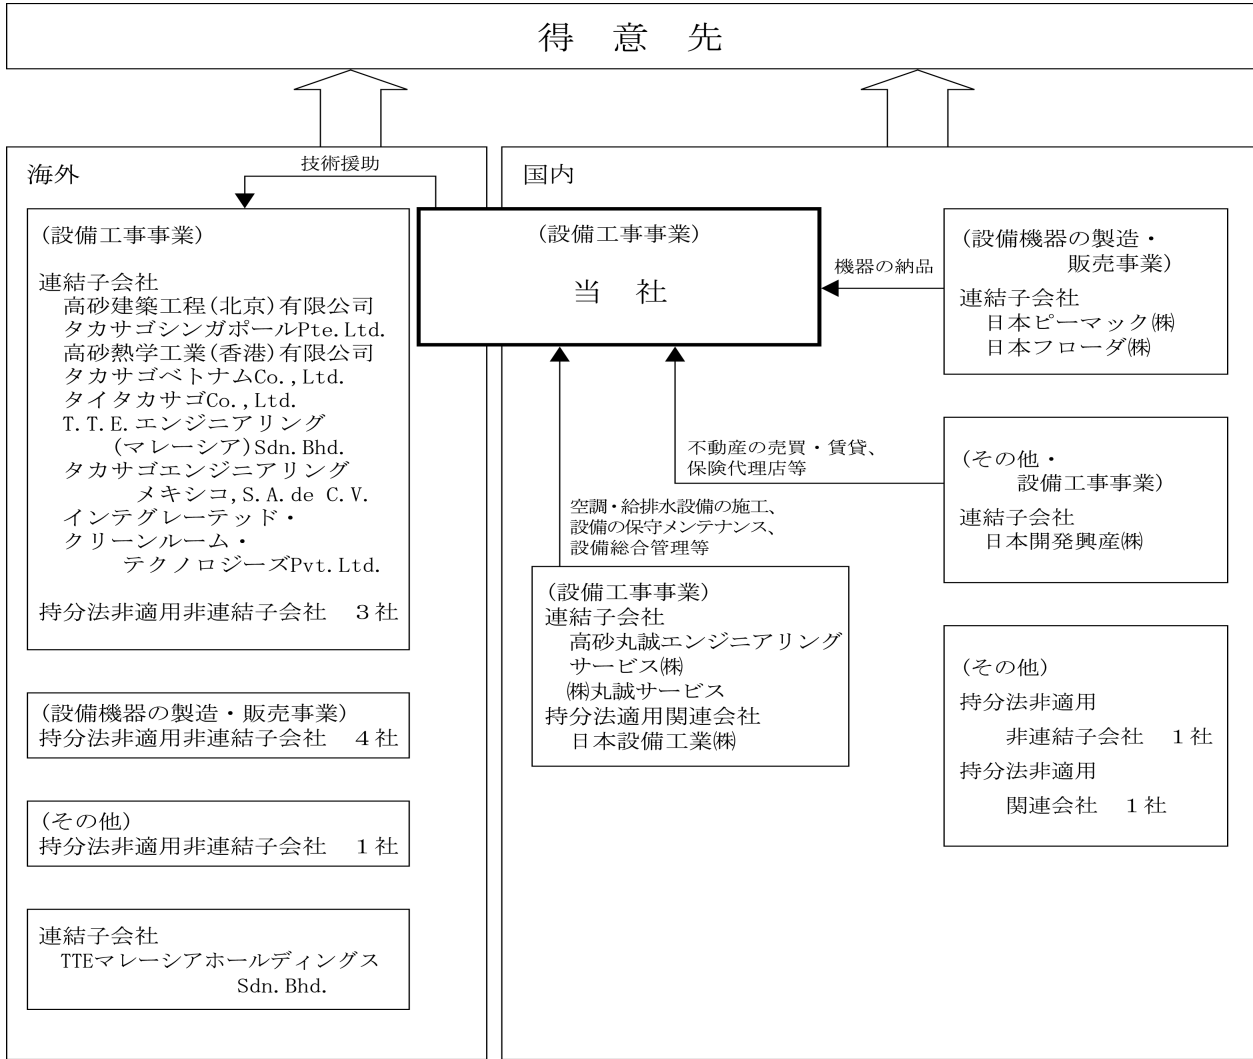 得　意　先
海外
技術援助
(設備工事事業)
連結子会社
高砂建築工程(北京)有限公司
タカサゴシンガポールPte.Ltd.
高砂熱学工業(香港)有限公司
タカサゴベトナムCo.,Ltd.
タイタカサゴCo.,Ltd.
T.T.E.エンジニアリング
(マレーシア)Sdn.Bhd.
タカサゴエンジニアリング
メキシコ,S.A.de C.V.
インテグレーテッド・
クリーンルーム・
テクノロジーズPvt.Ltd.
持分法非適用非連結子会社　３社
(設備機器の製造・販売事業)
持分法非適用非連結子会社　４社
(その他)
持分法非適用非連結子会社　１社
連結子会社
TTEマレーシアホールディングス
Sdn.Bhd.
国内
(設備工事事業)
当　社
機器の納品
(設備機器の製造・
販売事業)
連結子会社
日本ピーマック㈱
日本フローダ㈱
不動産の売買・賃貸、
保険代理店等
(その他・
設備工事事業)
連結子会社
日本開発興産㈱
空調・給排水設備の施工、
設備の保守メンテナンス、
設備総合管理等
(設備工事事業)
連結子会社
高砂丸誠エンジニアリング
サービス㈱
㈱丸誠サービス
持分法適用関連会社
日本設備工業㈱
(その他)
持分法非適用
非連結子会社　１社
持分法非適用
関連会社　１社